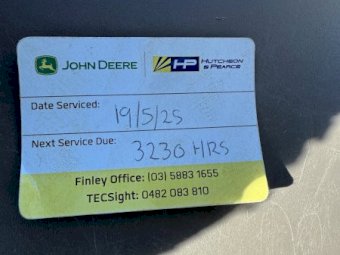 JOHN DEERE HP HUTCHEON
& PEARCE
Date Serviced: 19/5/25
Next Service Due: 3230 HRS
Finley Office: (03) 5883 1655
TECSight: 0482 083 810